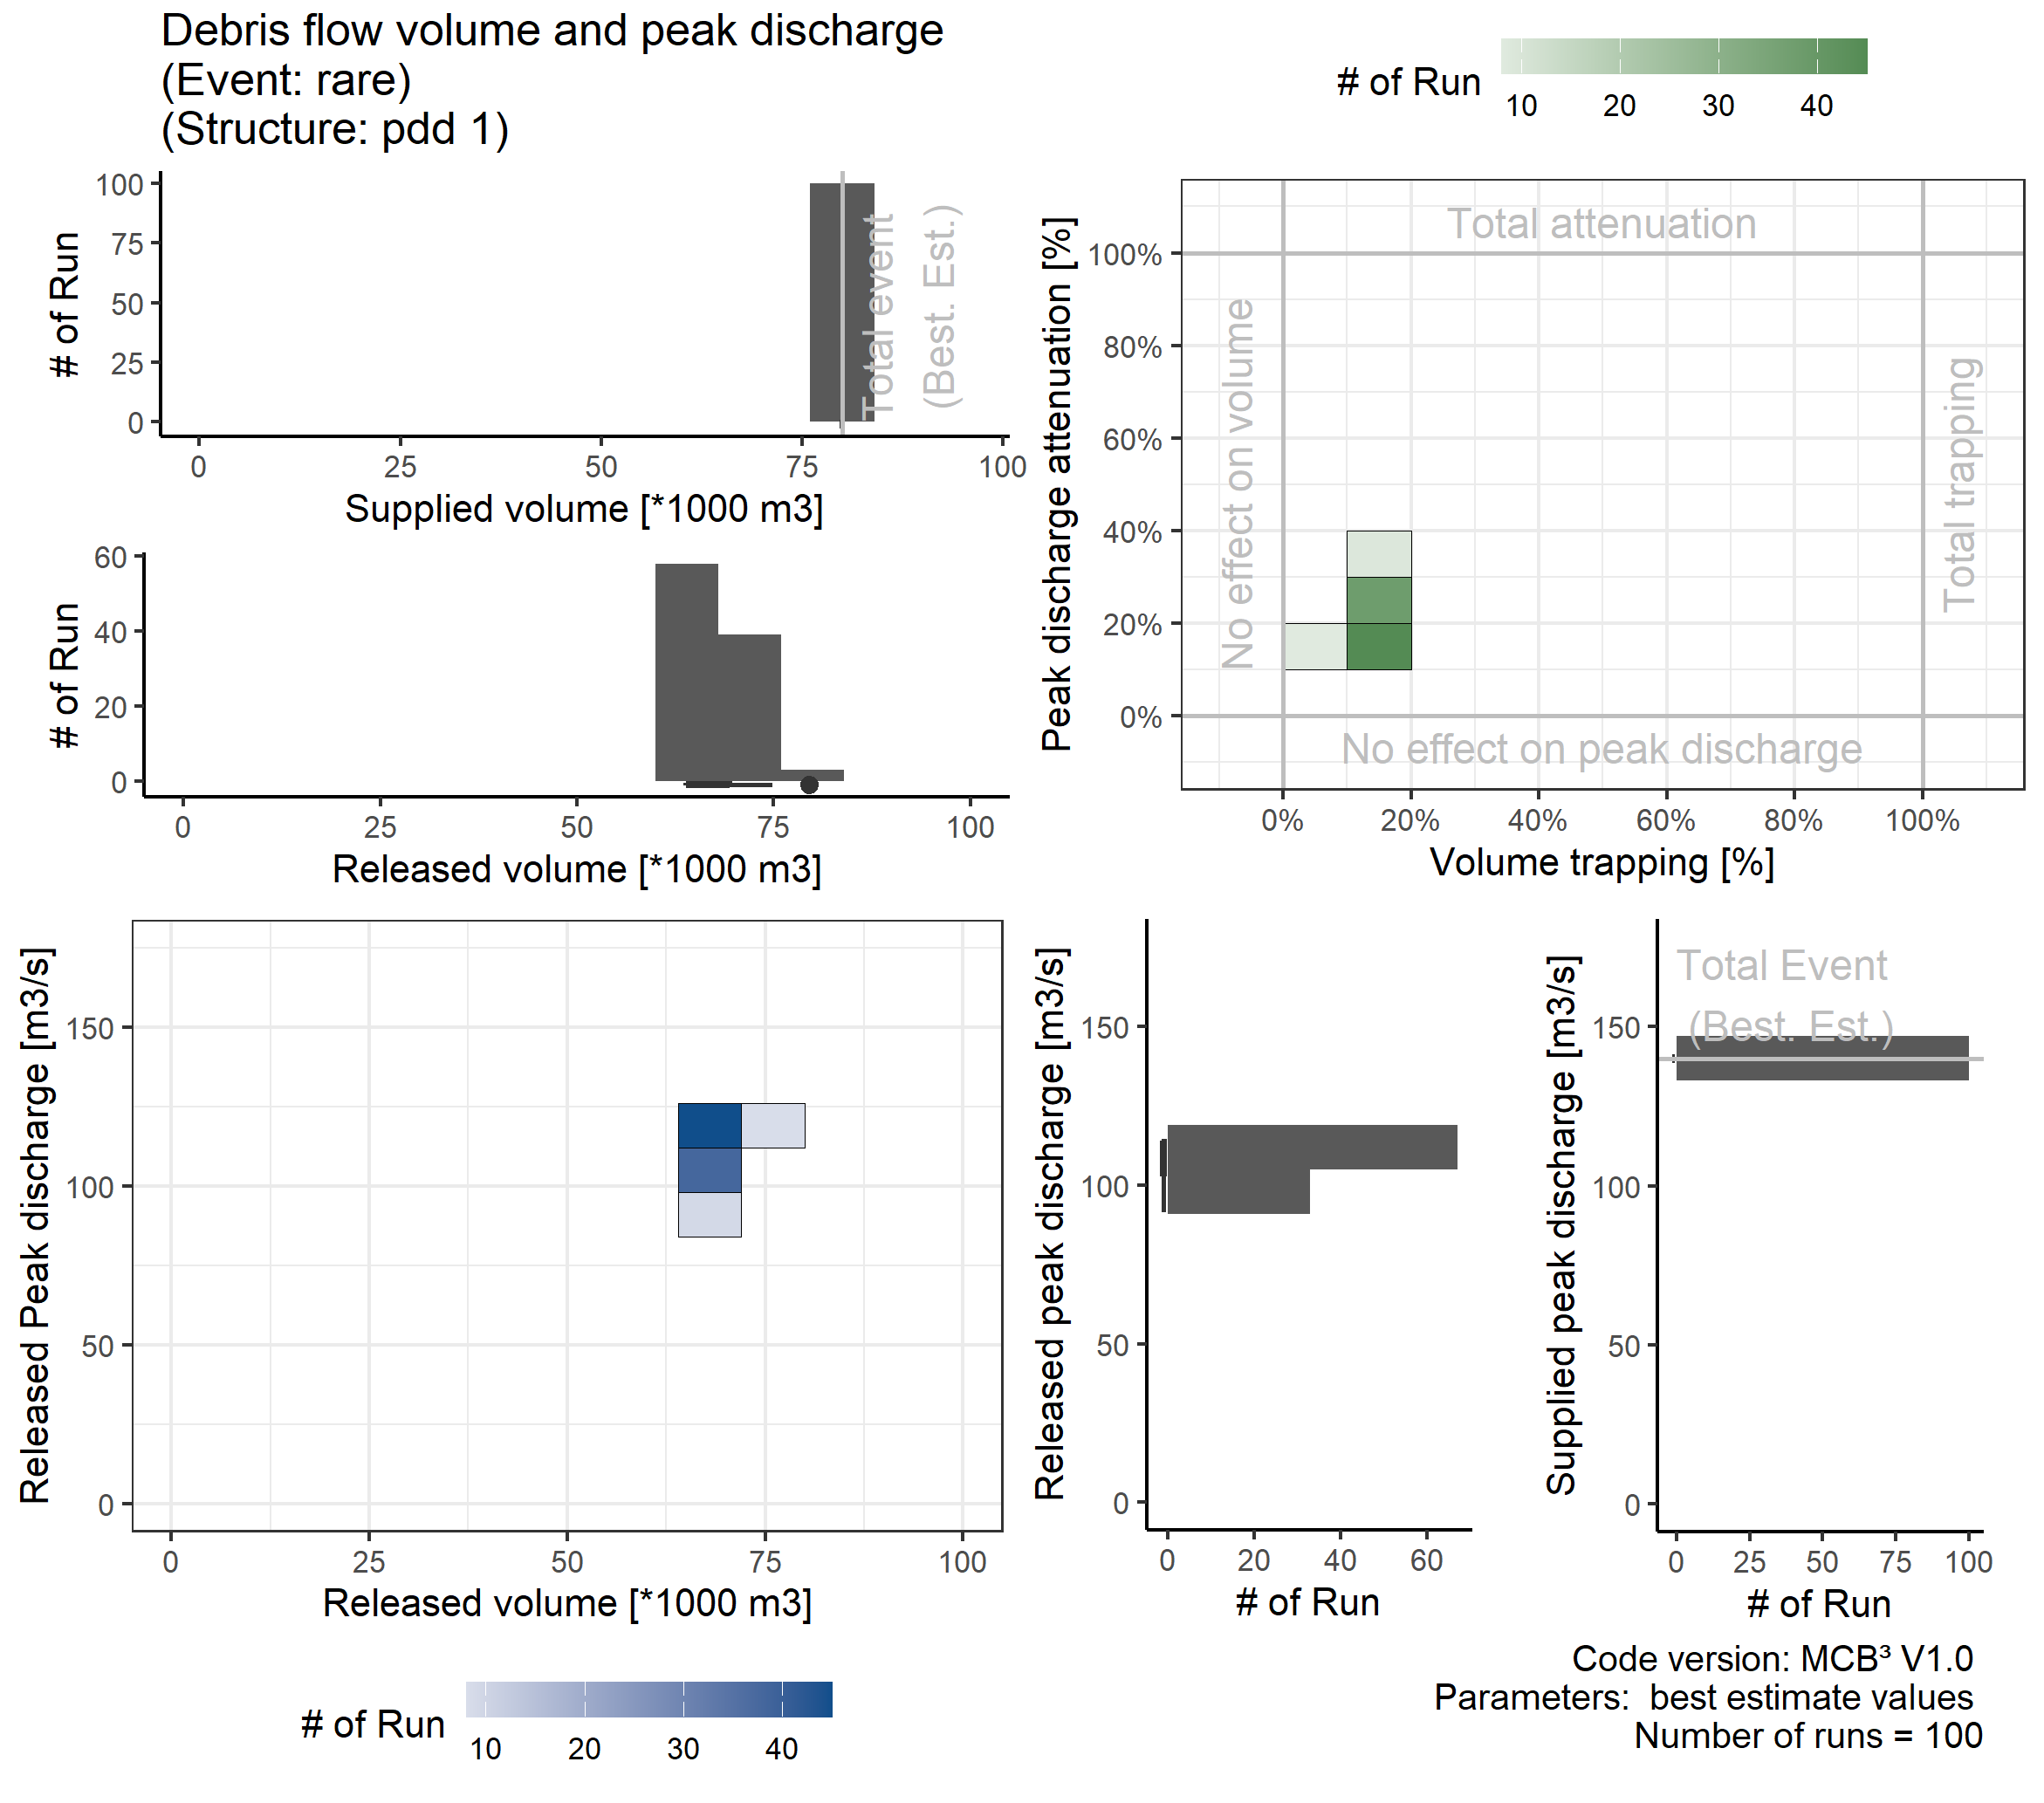 Debris flow volume and peak discharge
(Event: rare)
(Structure: pdd 1)
# of Run
10 20 30 40
# of Run
100
75
50
25
0
Total event
(Best. Est.)
0 25 50 75 100
Supplied volume [*1000 m3]
# of Run
60
40
20
0
0 25 50 75 100
Released volume [*1000 m3]
Peak discharge attenuation [%]
100%
80%
60%
40%
20%
0%
Total attenuation
No effect on volume
Total trapping
No effect on peak discharge
0% 20% 40% 60% 80% 100%
Volume trapping [%]
Released Peak discharge [m3/s]
150
100
50
0
0 25 50 75 100
Released volume [*1000 m3]
# of Run
10 20 30 40
Released peak discharge [m3/s]
150
100
50
0
0 20 40 60
# of Run
Supplied peak discharge [m3/s]
150
100
50
0
Total Event
(Best. Est.)
0 25 50 75 100
# of Run
Code version: MCB³ V1.0
Parameters:  best estimate values
Number of runs = 100